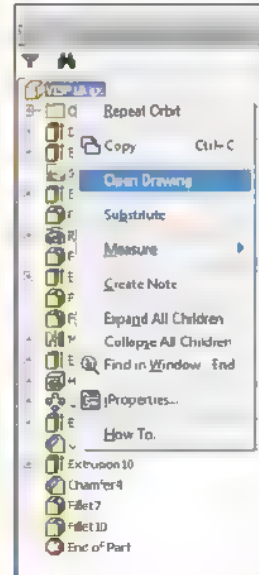 Repeat Orbit
Copy Ctrl+C
Open Drawing
Substitute
Measure
Create Note
Expand All Children
Collapse All Children
Find in Window End
iProperties...
How To...
Extrusion10
Chamfer4
Fillet7
Fillet10
End of Part